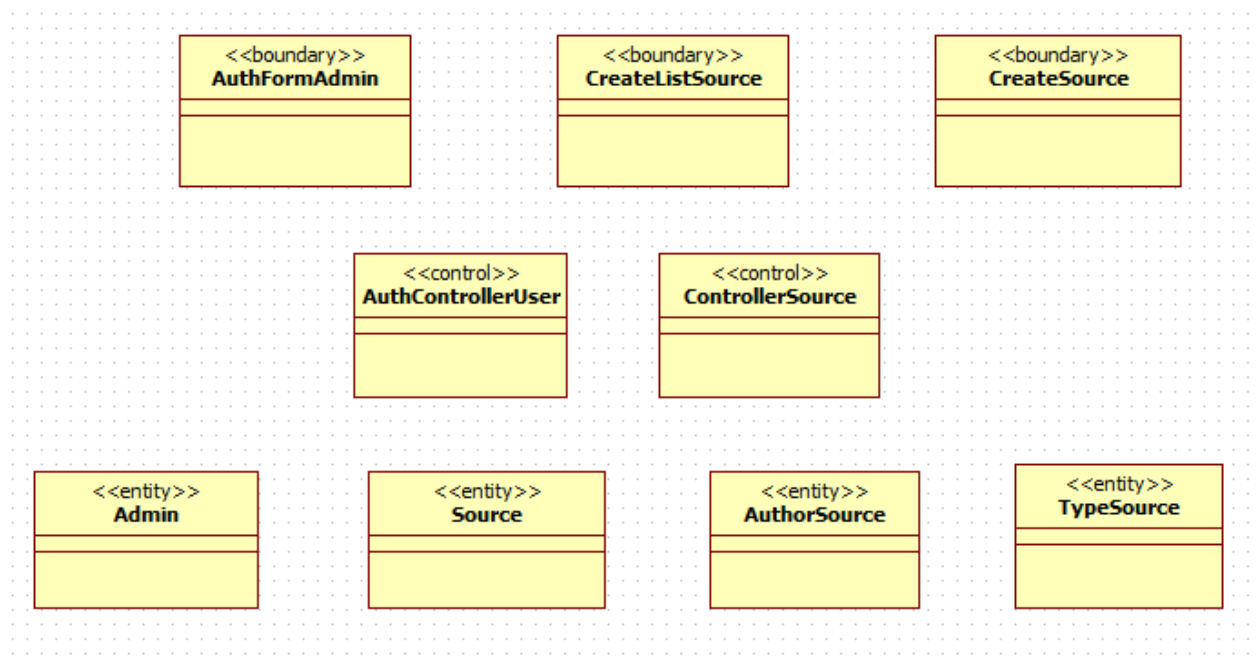 <<boundary>>
AuthFormAdmin
<<boundary>>
CreateListSource
<<boundary>>
CreateSource
<<control>>
AuthControllerUser
<<control>>
ControllerSource
<<entity>>
Admin
<<entity>>
Source
<<entity>>
AuthorSource
<<entity>>
TypeSource